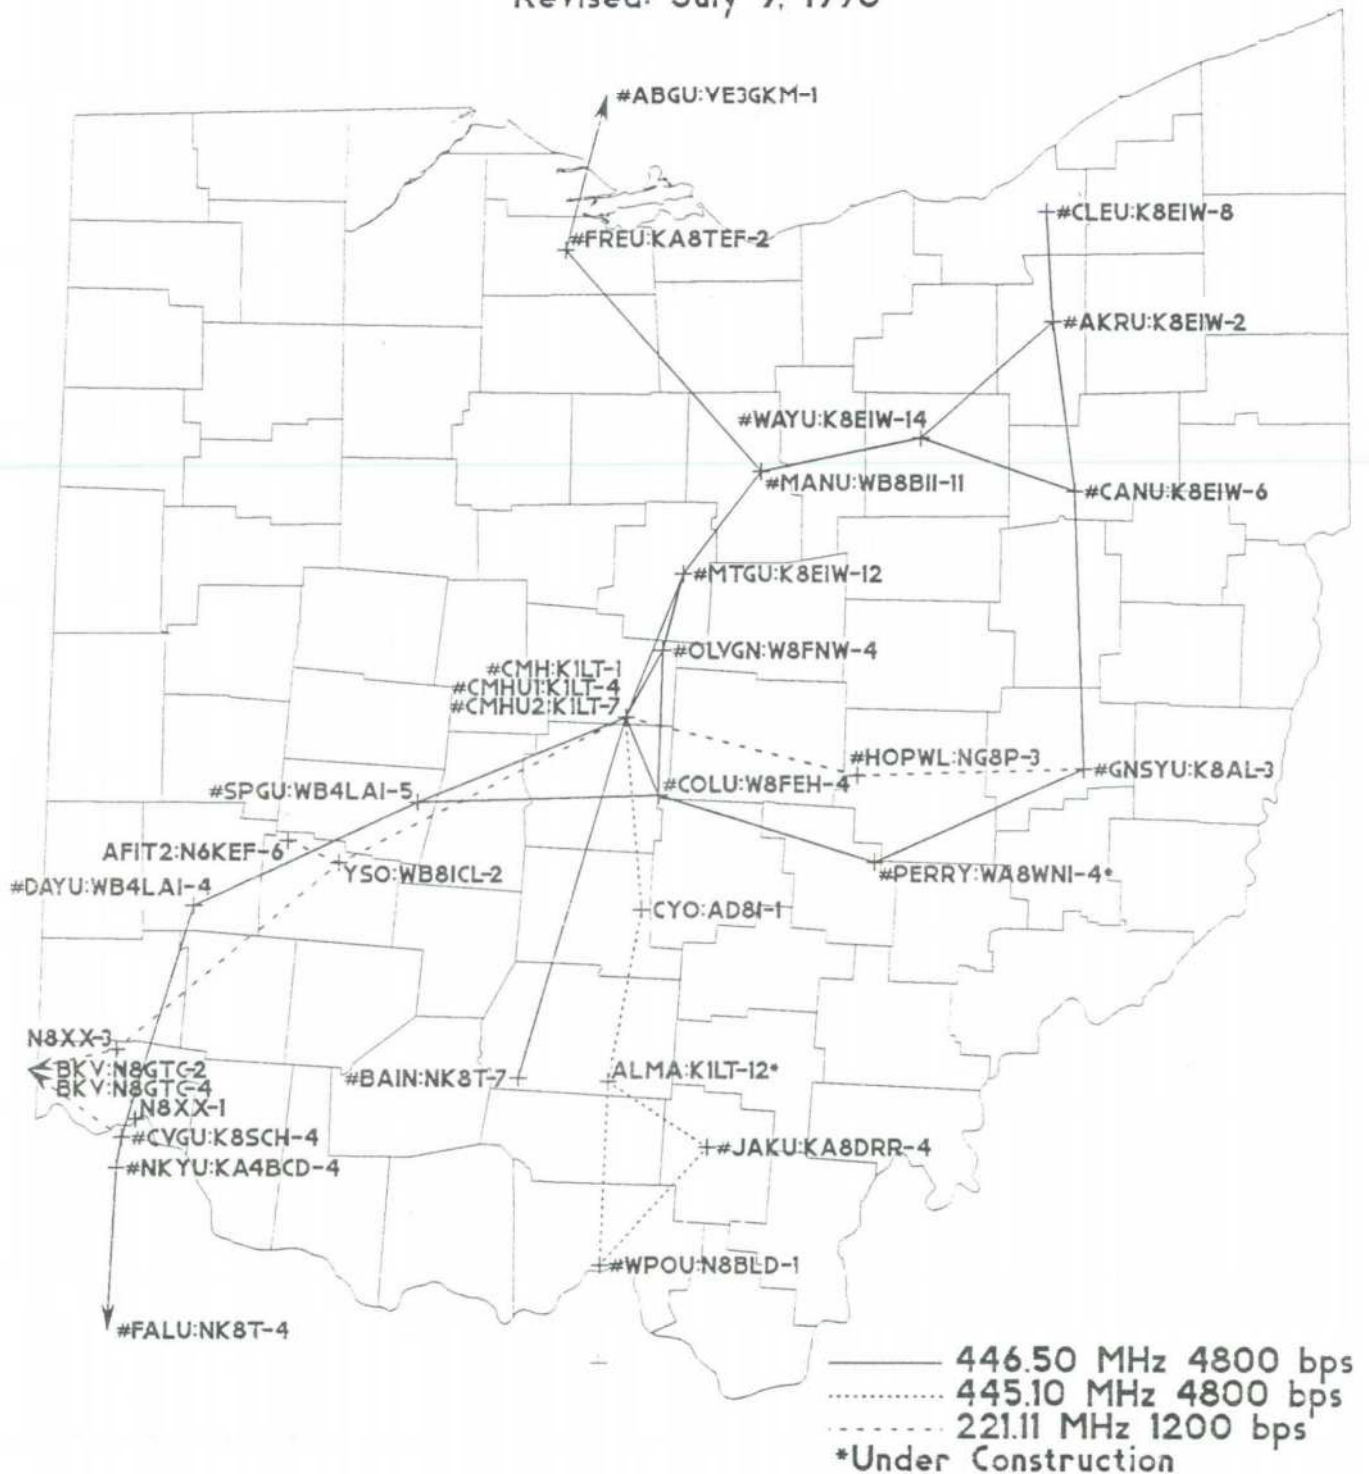 #ABGU:VE3GKM-1
#CLEU:K8EIW-8
#FREU:KA8TEF-2
#AKRU:K8EIW-2
#WAYU:K8EIW-14
#MANU:WB8BII-11
#CANU:K8EIW-6
#MTGU:K8EIW-12
#OLVGN:W8FNW-4
#CMH:K1LT-1
#CMHU1:K1LT-4
#CMHU2:K1LT-7
#HOPWL:NG8P-3
#GNSYU:K8AL-3
#SPGU:WB4LAI-5
#COLU:W8FEH-4
AFIT2:N6KEF-6
YSO:WB8ICL-2
#PERRY:WA8WNI-4*
#DAYU:WB4LAI-4
CYO:AD8I-1
N8XX-3
BKV:N8GTC-2
BKV:N8GTC-4
#BAIN:NK8T-7
ALMA:K1LT-12*
N8XX-1
#CVGU:K8SCH-4
#JAKU:KA8DRR-4
#NKYU:KA4BCD-4
#WPOU:N8BLD-1
#FALU:NK8T-4
446.50 MHz 4800 bps
445.10 MHz 4800 bps
221.11 MHz 1200 bps
*Under Construction